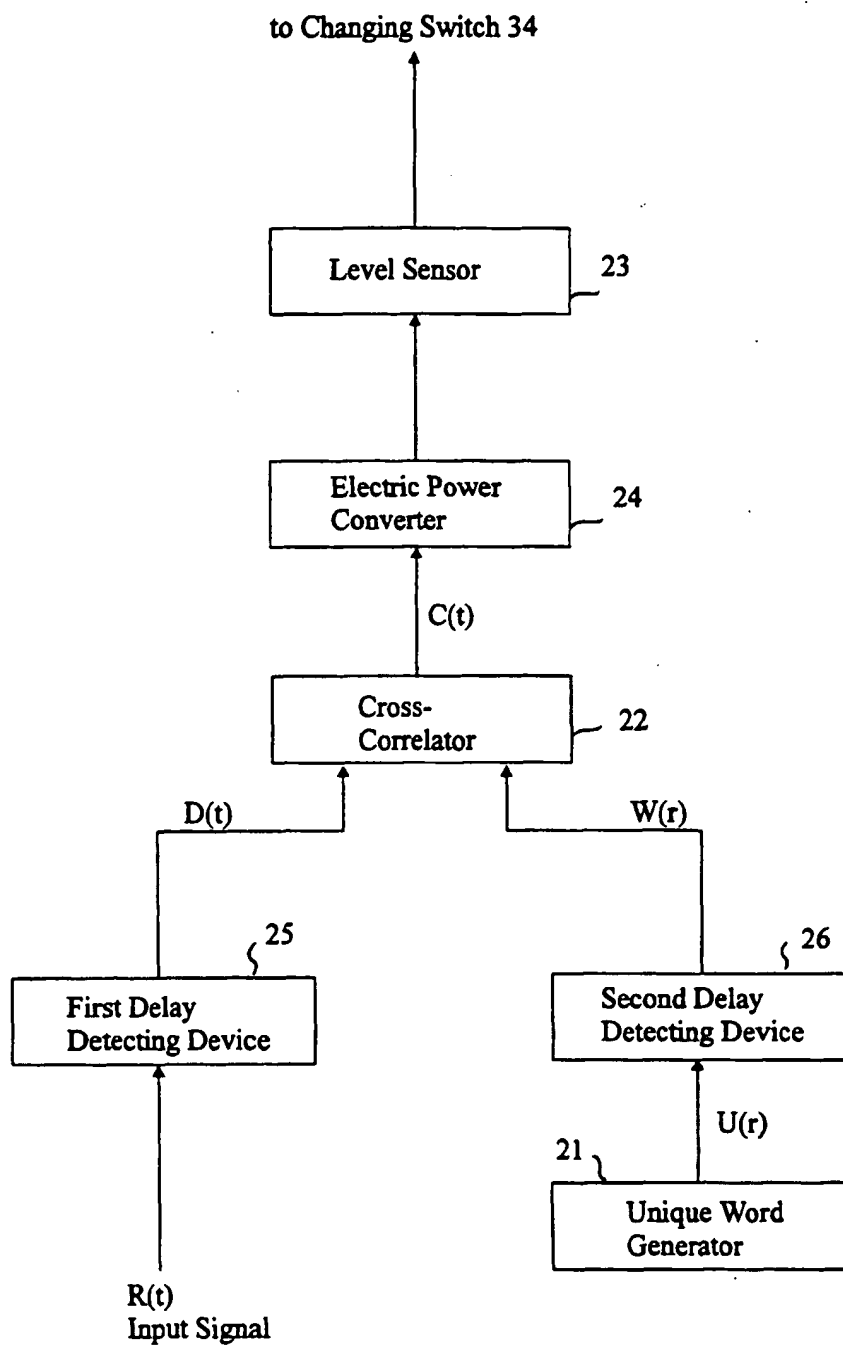 to Changing Switch 34
Level Sensor
23
Electric Power
Converter
24
C(t)
Cross-
Correlator
22
D(t)
W(r)
25
26
First Delay
Detecting Device
Second Delay
Detecting Device
U(r)
21
Unique Word
Generator
R(t)
Input Signal